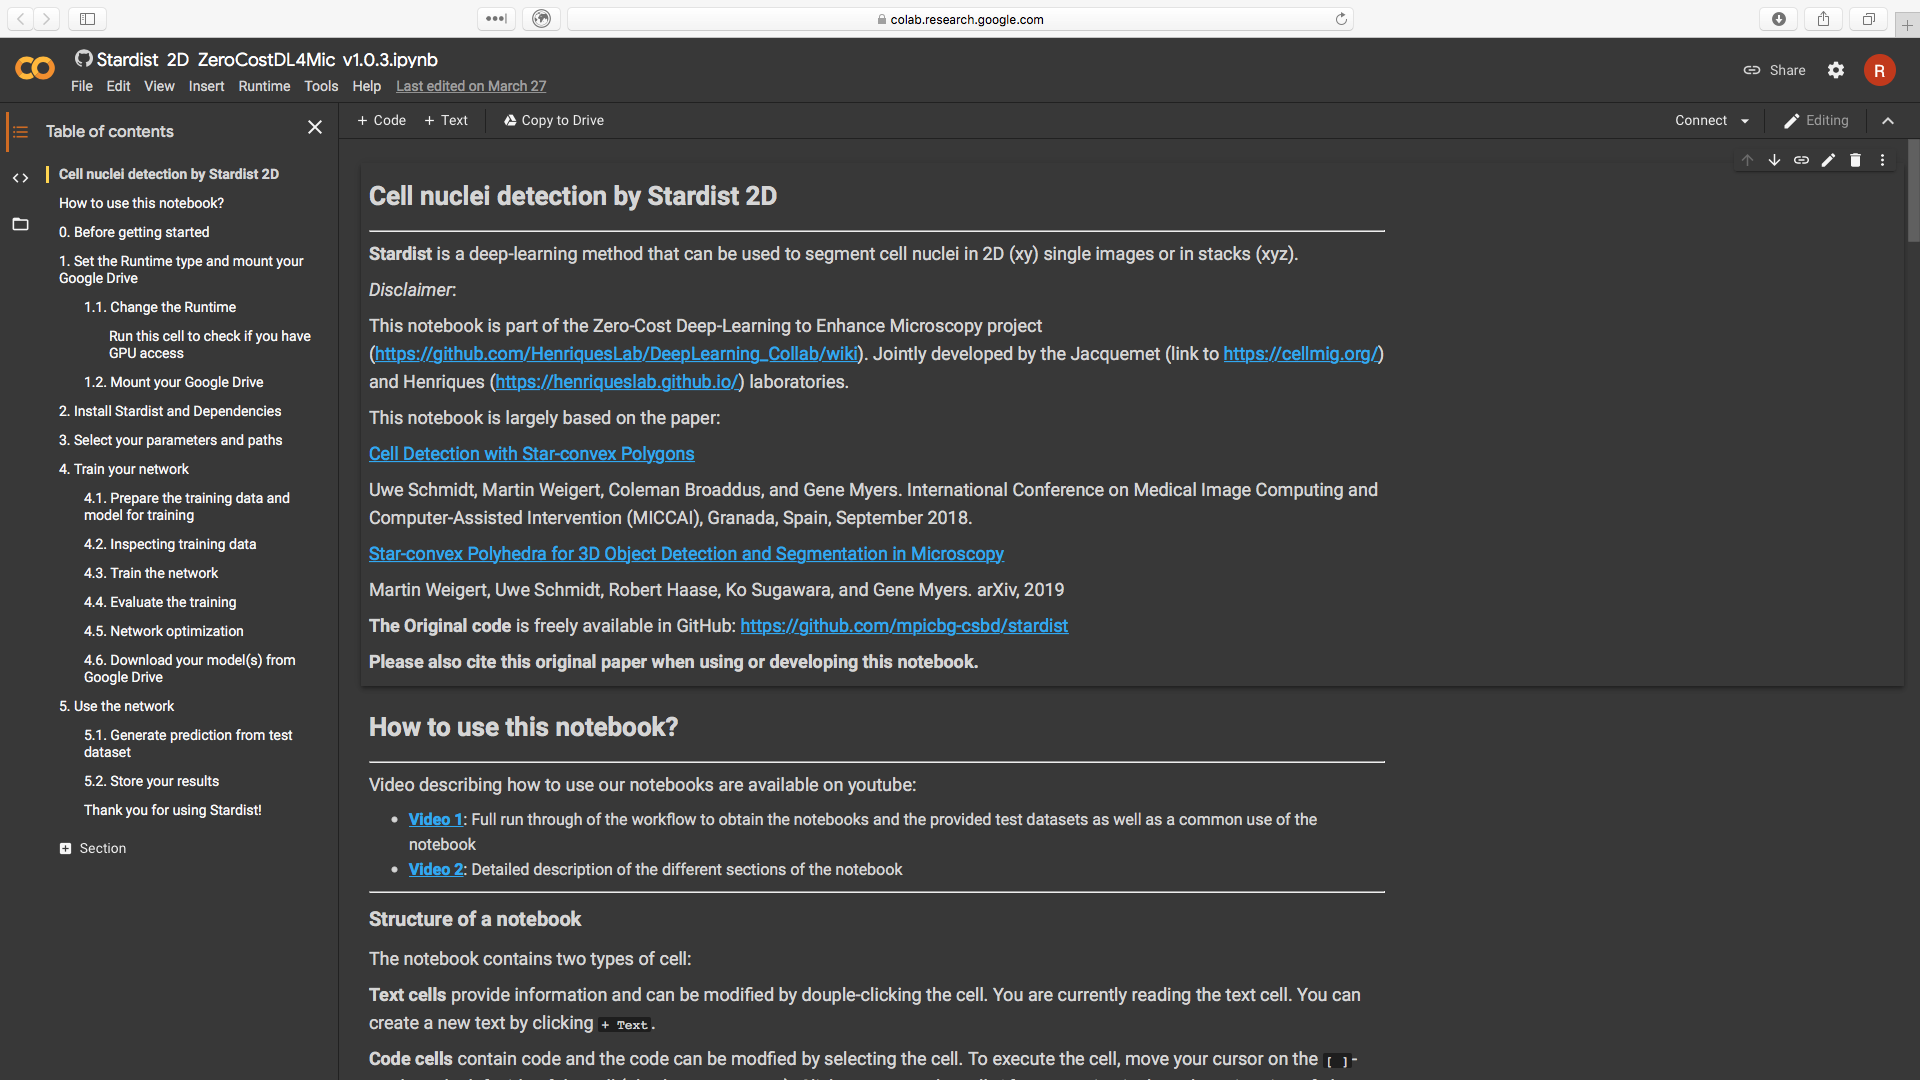 colab.research.google.com
Stardist 2D ZeroCostDL4Mic v1.0.3.ipynb
File Edit View Insert Runtime Tools Help Last edited on March 27
Share
R
Table of contents
+ Code + Text Copy to Drive
Connect
Editing
Cell nuclei detection by Stardist 2D
How to use this notebook?
0. Before getting started
1. Set the Runtime type and mount your
Google Drive
1.1. Change the Runtime
Run this cell to check if you have
GPU access
1.2. Mount your Google Drive
2. Install Stardist and Dependencies
3. Select your parameters and paths
4. Train your network
4.1. Prepare the training data and
model for training
4.2. Inspecting training data
4.3. Train the network
4.4. Evaluate the training
4.5. Network optimization
4.6. Download your model(s) from
Google Drive
5. Use the network
5.1. Generate prediction from test
dataset
5.2. Store your results
Thank you for using Stardist!
Section
Cell nuclei detection by Stardist 2D
Stardist is a deep-learning method that can be used to segment cell nuclei in 2D (xy) single images or in stacks (xyz).
Disclaimer:
This notebook is part of the Zero-Cost Deep-Learning to Enhance Microscopy project
(https://github.com/HenriquesLab/DeepLearning_Collab/wiki). Jointly developed by the Jacquemet (link to https://cellmig.org/)
and Henriques (https://henriqueslab.github.io/) laboratories.
This notebook is largely based on the paper:
Cell Detection with Star-convex Polygons
Uwe Schmidt, Martin Weigert, Coleman Broaddus, and Gene Myers. International Conference on Medical Image Computing and
Computer-Assisted Intervention (MICCAI), Granada, Spain, September 2018.
Star-convex Polyhedra for 3D Object Detection and Segmentation in Microscopy
Martin Weigert, Uwe Schmidt, Robert Haase, Ko Sugawara, and Gene Myers. arXiv, 2019
The Original code is freely available in GitHub: https://github.com/mpicbg-csbd/stardist
Please also cite this original paper when using or developing this notebook.
How to use this notebook?
Video describing how to use our notebooks are available on youtube:
• Video 1: Full run through of the workflow to obtain the notebooks and the provided test datasets as well as a common use of the
notebook
• Video 2: Detailed description of the different sections of the notebook
Structure of a notebook
The notebook contains two types of cell:
Text cells provide information and can be modified by douple-clicking the cell. You are currently reading the text cell. You can
create a new text by clicking + Text.
Code cells contain code and the code can be modfied by selecting the cell. To execute the cell, move your cursor on the [ ]-